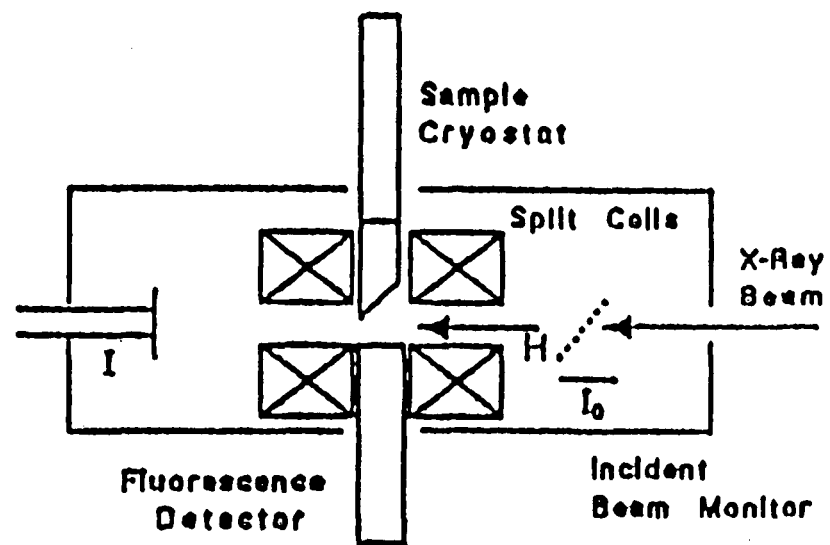 Sample
Cryostat
Split Coils
X-Ray
Beam
H
I
I₀
Fluorescence
Detector
Incident
Beam Monitor